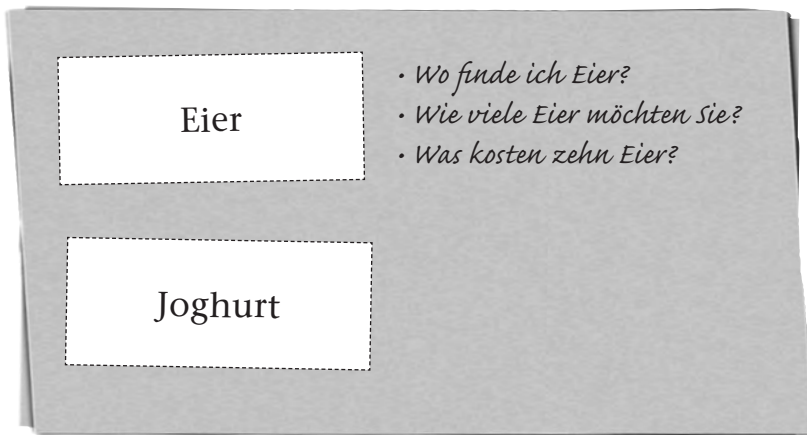 Eier
• Wo finde ich Eier?
• Wie viele Eier möchten Sie?
• Was kosten zehn Eier?
Joghurt